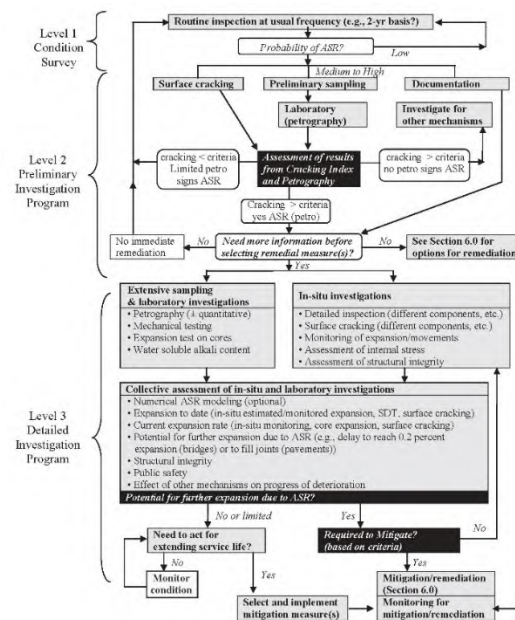 Level 1
Condition
Survey
Routine inspection at usual frequency (e.g., 2-yr basis?)
Probability of ASR?
Low
Medium to High
Surface cracking
Preliminary sampling
Documentation
Laboratory
(petrography)
Investigate for
other mechanisms
Level 2
Preliminary
Investigation
Program
cracking < criteria
Limited petro
signs ASR
Assessment of results
from Cracking Index
and Petrography
cracking > criteria
no petro signs ASR
Cracking > criteria
yes ASR (petro)
No immediate
remediation
No
Need more information before
selecting remedial measure(s)?
No
See Section 6.0 for
options for remediation
Yes
Level 3
Detailed
Investigation
Program
Extensive sampling
& laboratory investigations
• Petrography (± quantitative)
• Mechanical testing
• Expansion test on cores
• Water soluble alkali content
In-situ investigations
• Detailed inspection (different components, etc.)
• Surface cracking (different components, etc.)
• Monitoring of expansion/movements
• Assessment of internal stress
• Assessment of structural integrity
Collective assessment of in-situ and laboratory investigations
• Numerical ASR modeling (optional)
• Expansion to date (in-situ estimated/monitored expansion, SDT, surface cracking)
• Current expansion rate (in-situ monitoring, core expansion, surface cracking)
• Potential for further expansion due to ASR (e.g., delay to reach 0.2 percent
expansion (bridges) or to fill joints (pavements))
• Structural integrity
• Public safety
• Effect of other mechanisms on progress of deterioration
Potential for further expansion due to ASR?
No or limited
Yes
Need to act for
extending service life?
Required to Mitigate?
(based on criteria)
No
No
Yes
Yes
Monitor
condition
Mitigation/remediation
(Section 6.0)
Select and implement
mitigation measure(s)
Monitoring for
mitigation/remediation